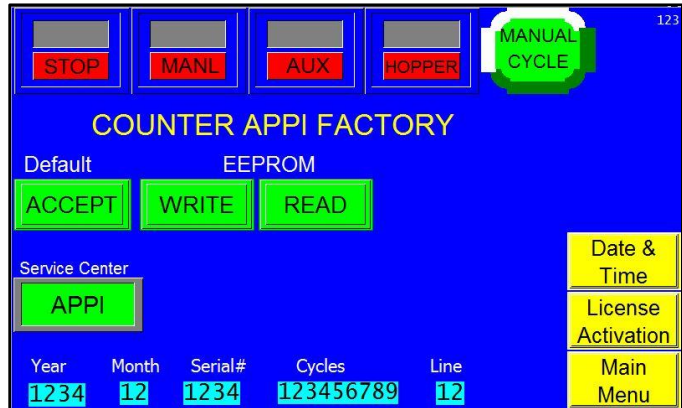 123
STOP MANL AUX HOPPER
MANUAL
CYCLE
COUNTER APPI FACTORY
Default EEPROM
ACCEPT WRITE READ
Service Center
APPI
Date &
Time
License
Activation
Year Month Serial# Cycles Line
1234 12 1234 123456789 12
Main
Menu